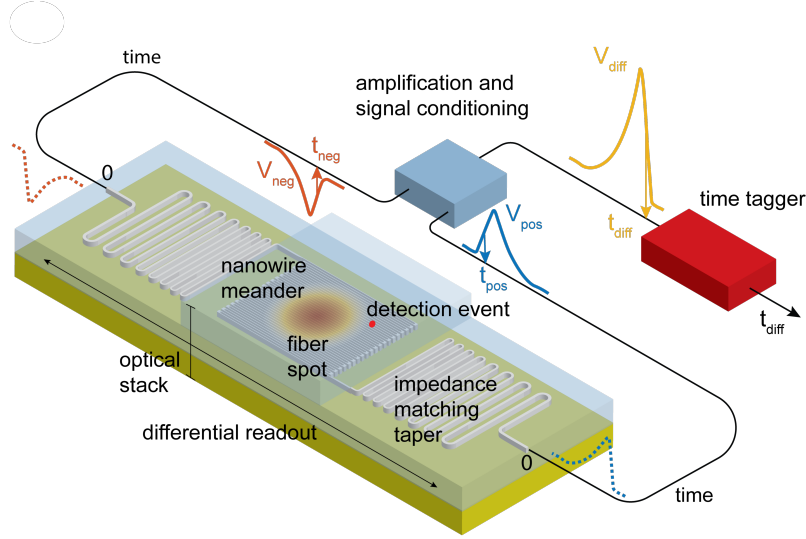 time
amplification and
signal conditioning
V_diff
t_neg
V_neg
0
V_pos
t_pos
t_diff
time tagger
t_diff
nanowire
meander
detection event
fiber
spot
optical
stack
impedance
matching
taper
differential readout
0
time